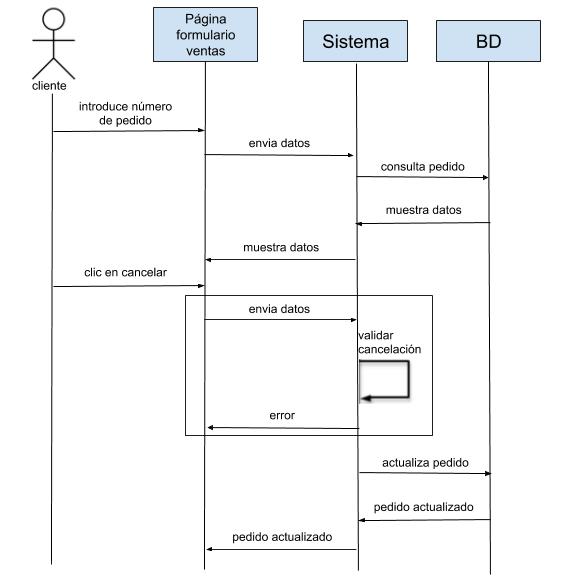 Página
formulario
ventas
Sistema
BD
cliente
introduce número
de pedido
envia datos
consulta pedido
muestra datos
muestra datos
clic en cancelar
envia datos
validar
cancelación
error
actualiza pedido
pedido actualizado
pedido actualizado